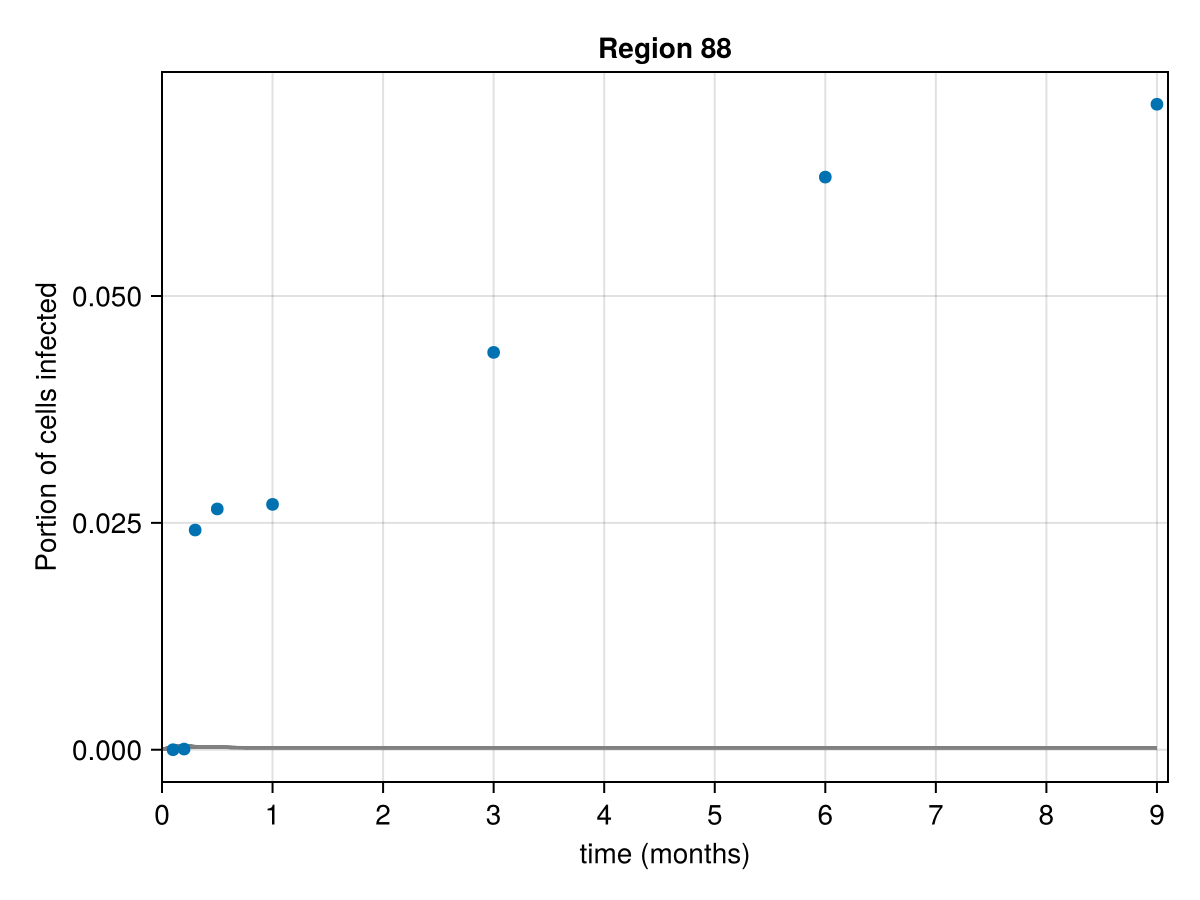 Region 88
Portion of cells infected
0.050
0.025
0.000
0 1 2 3 4 5 6 7 8 9
time (months)